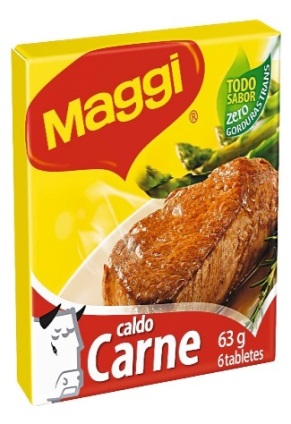 Maggi
®
TODO
SABOR
ZERO
GORDURAS TRANS
caldo
Carne
63 g
6 tabletes